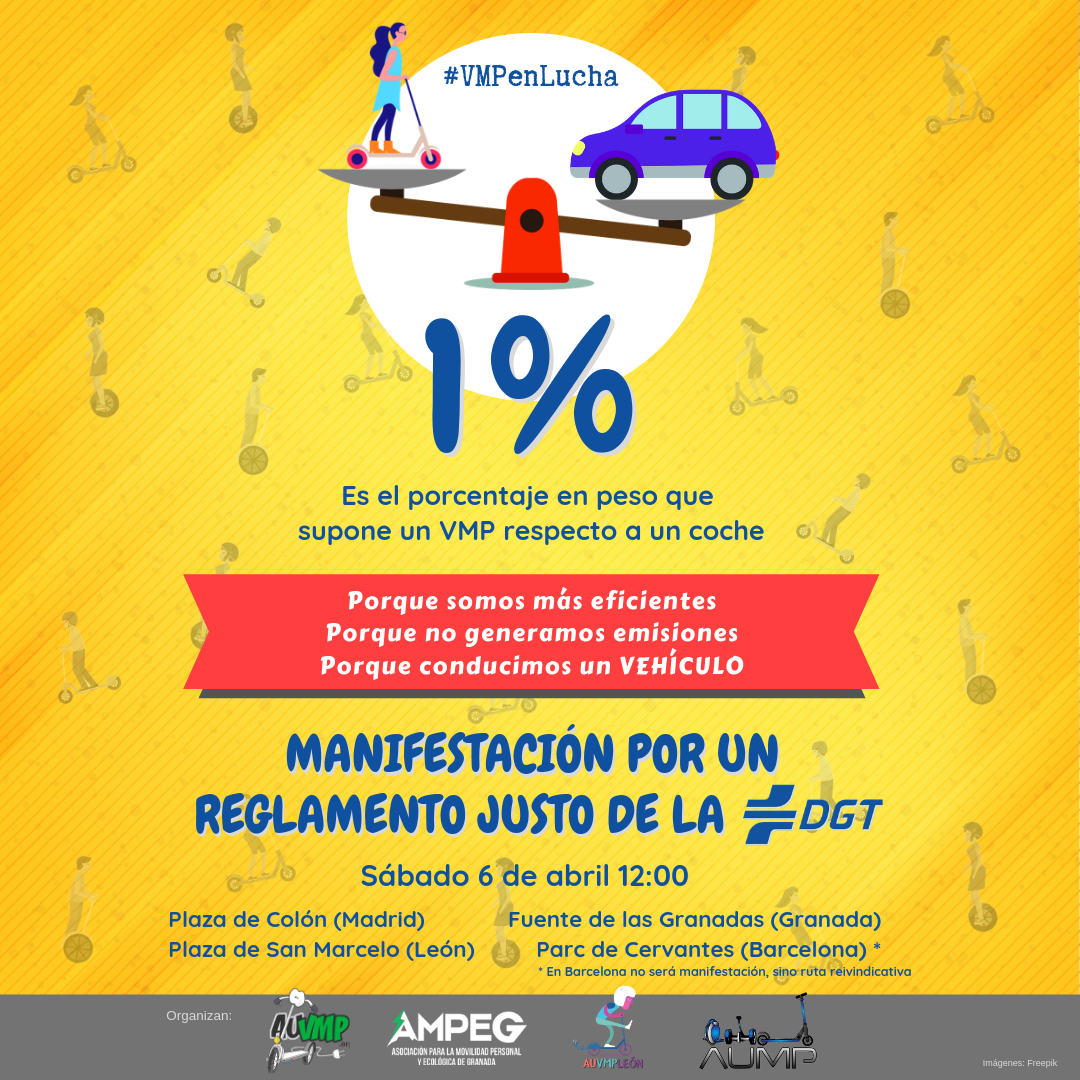 #VMPenLucha
1%
Es el porcentaje en peso que
supone un VMP respecto a un coche
Porque somos más eficientes
Porque no generamos emisiones
Porque conducimos un VEHÍCULO
MANIFESTACIÓN POR UN
REGLAMENTO JUSTO DE LA DGT
Sábado 6 de abril 12:00
Plaza de Colón (Madrid) Fuente de las Granadas (Granada)
Plaza de San Marcelo (León) Parc de Cervantes (Barcelona) *
* En Barcelona no será manifestación, sino ruta reivindicativa
Organizan:
AUVMP
AMPEG
ASOCIACIÓN PARA LA MOVILIDAD PERSONAL
Y ECOLÓGICA DE GRANADA
AUVMPLEÓN
AUMP
Imágenes: Freepik